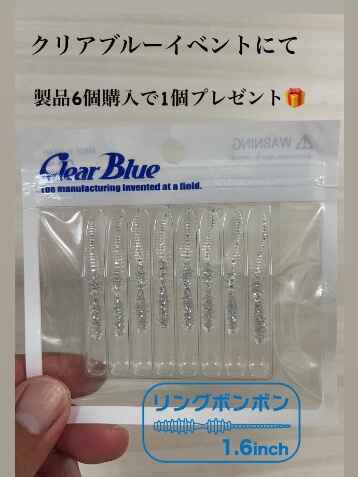 クリアブルーイベントにて
製品6個購入で1個プレゼント🎁
WARNING
Clear Blue
The manufacturing invented at a field.
リングボンボン
1.6inch